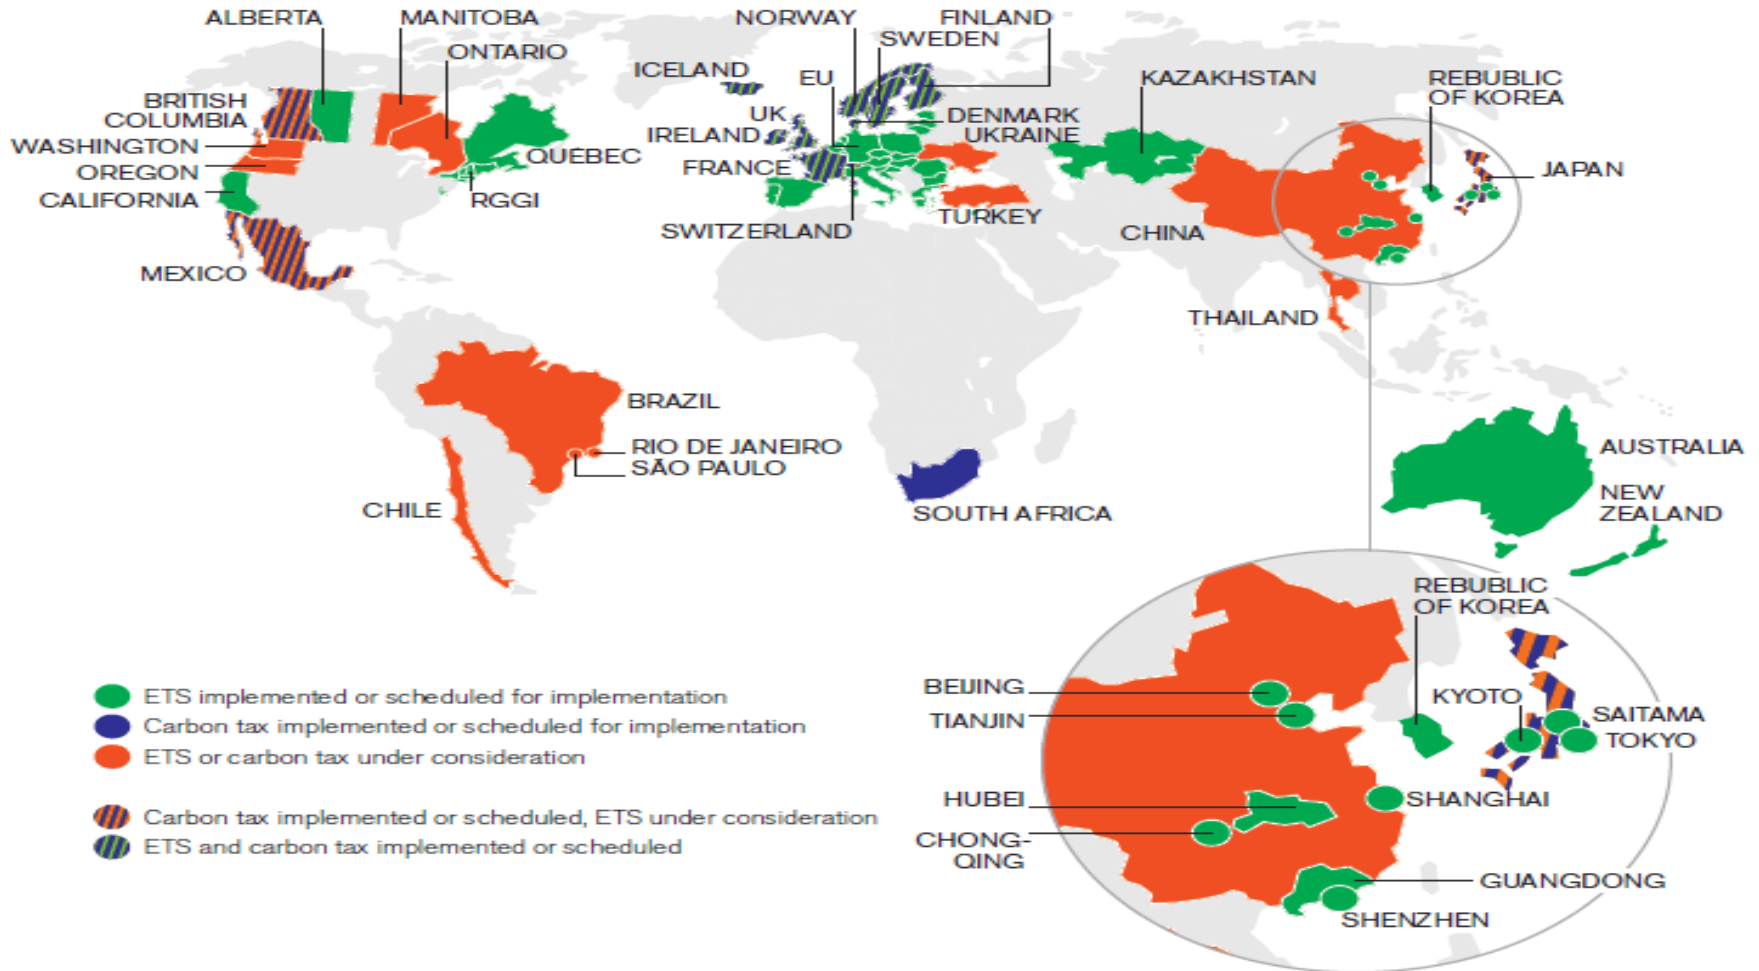 ALBERTA
MANITOBA
ONTARIO
BRITISH
COLUMBIA
WASHINGTON
OREGON
CALIFORNIA
QUÉBEC
RGGI
MEXICO
NORWAY
FINLAND
SWEDEN
ICELAND
EU
UK
DENMARK
IRELAND
UKRAINE
FRANCE
SWITZERLAND
TURKEY
KAZAKHSTAN
REBUBLIC
OF KOREA
JAPAN
CHINA
THAILAND
BRAZIL
RIO DE JANEIRO
SÃO PAULO
CHILE
SOUTH AFRICA
AUSTRALIA
NEW
ZEALAND
REBUBLIC
OF KOREA
BEIJING
TIANJIN
KYOTO
SAITAMA
TOKYO
HUBEI
SHANGHAI
CHONG-
QING
GUANGDONG
SHENZHEN
ETS implemented or scheduled for implementation
Carbon tax implemented or scheduled for implementation
ETS or carbon tax under consideration
Carbon tax implemented or scheduled, ETS under consideration
ETS and carbon tax implemented or scheduled